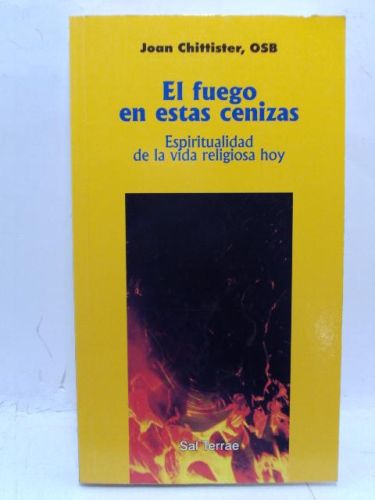 Joan Chittister, OSB
El fuego
en estas cenizas
Espiritualidad
de la vida religiosa hoy
Sal Terrae